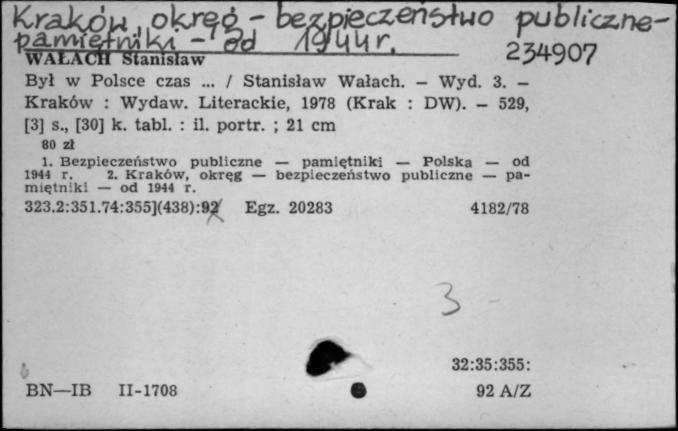 Kraków, okręg - bezpieczeństwo publiczne-
pamiętniki - od 1944 r.
234907
WAŁACH Stanisław
Był w Polsce czas ... / Stanisław Wałach. — Wyd. 3. —
Kraków : Wydaw. Literackie, 1978 (Krak : DW). — 529,
[3] s., [30] k. tabl. : il. portr. ; 21 cm
80 zł
1. Bezpieczeństwo publiczne — pamiętniki — Polska — od
1944 r. 2. Kraków, okręg — bezpieczeństwo publiczne — pa-
miętniki — od 1944 r.
323.2:351.74:355](438):92 Egz. 20283 4182/78
3 -
32:35:355:
BN—IB II-1708 92 A/Z